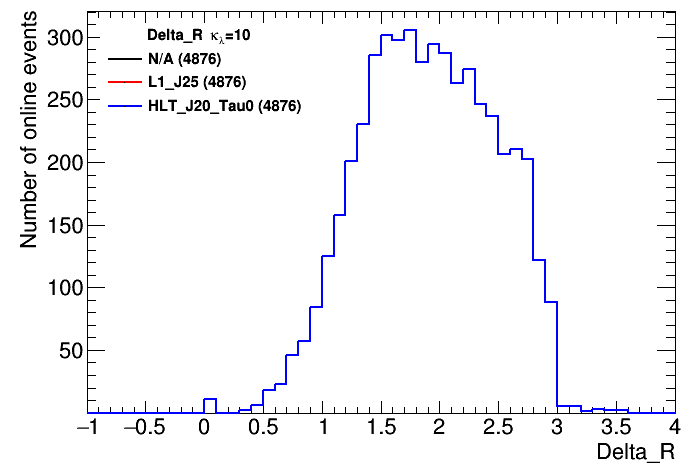 Delta_R κλ=10
N/A (4876)
L1_J25 (4876)
HLT_J20_Tau0 (4876)
Number of online events
300
250
200
150
100
50
−1 −0.5 0 0.5 1 1.5 2 2.5 3 3.5 4
Delta_R